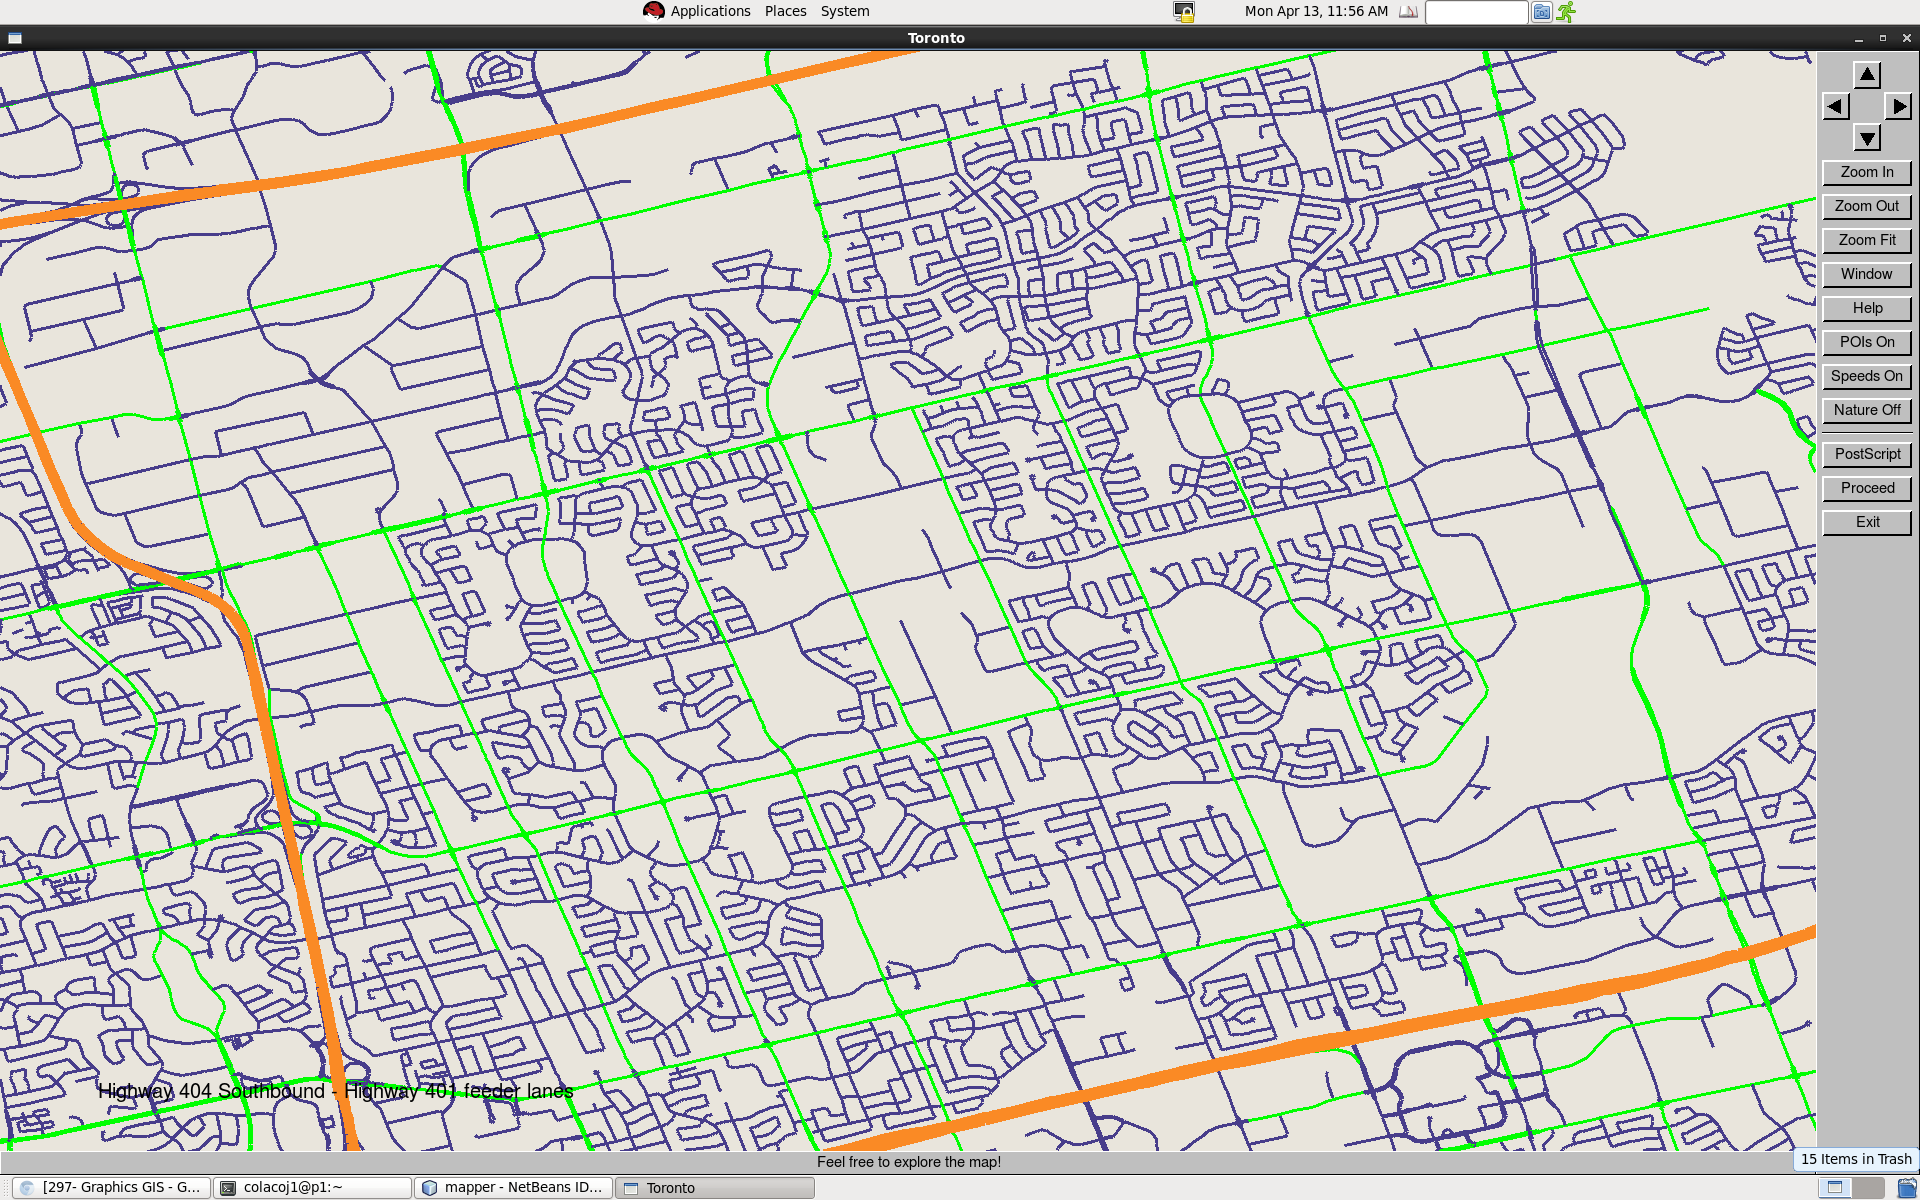 Applications Places System
Mon Apr 13, 11:56 AM
Toronto
Zoom In
Zoom Out
Zoom Fit
Window
Help
POIs On
Speeds On
Nature Off
PostScript
Proceed
Exit
Highway 404 Southbound - Highway 401 feeder lanes
Feel free to explore the map!
15 Items in Trash
[297- Graphics GIS - G...
colacoj1@p1:~
mapper - NetBeans ID...
Toronto